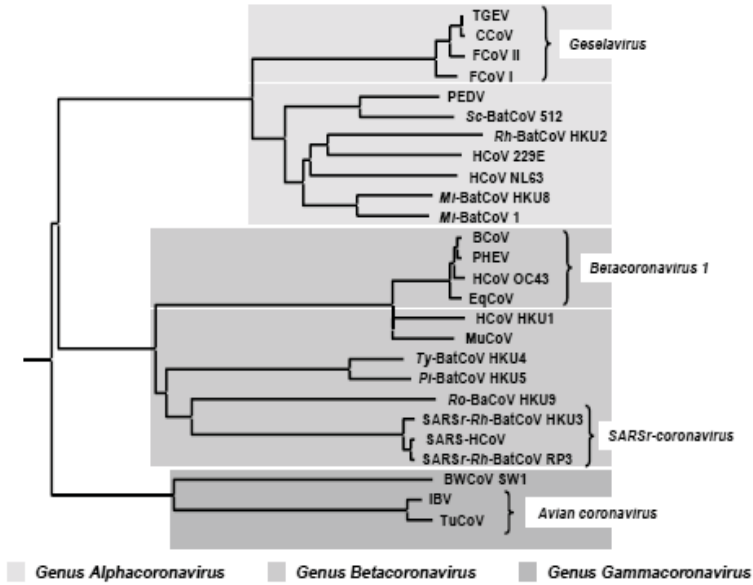 TGEV
CCoV
FCoV II
FCoV I
Geselavirus
PEDV
Sc-BatCoV 512
Rh-BatCoV HKU2
HCoV 229E
HCoV NL63
Mi-BatCoV HKU8
Mi-BatCoV 1
BCoV
PHEV
HCoV OC43
EqCoV
Betacoronavirus 1
HCoV HKU1
MuCoV
Ty-BatCoV HKU4
Pi-BatCoV HKU5
Ro-BaCoV HKU9
SARSr-Rh-BatCoV HKU3
SARS-HCoV
SARSr-Rh-BatCoV RP3
SARSr-coronavirus
BWCoV SW1
IBV
TuCoV
Avian coronavirus
Genus Alphacoronavirus Genus Betacoronavirus Genus Gammacoronavirus